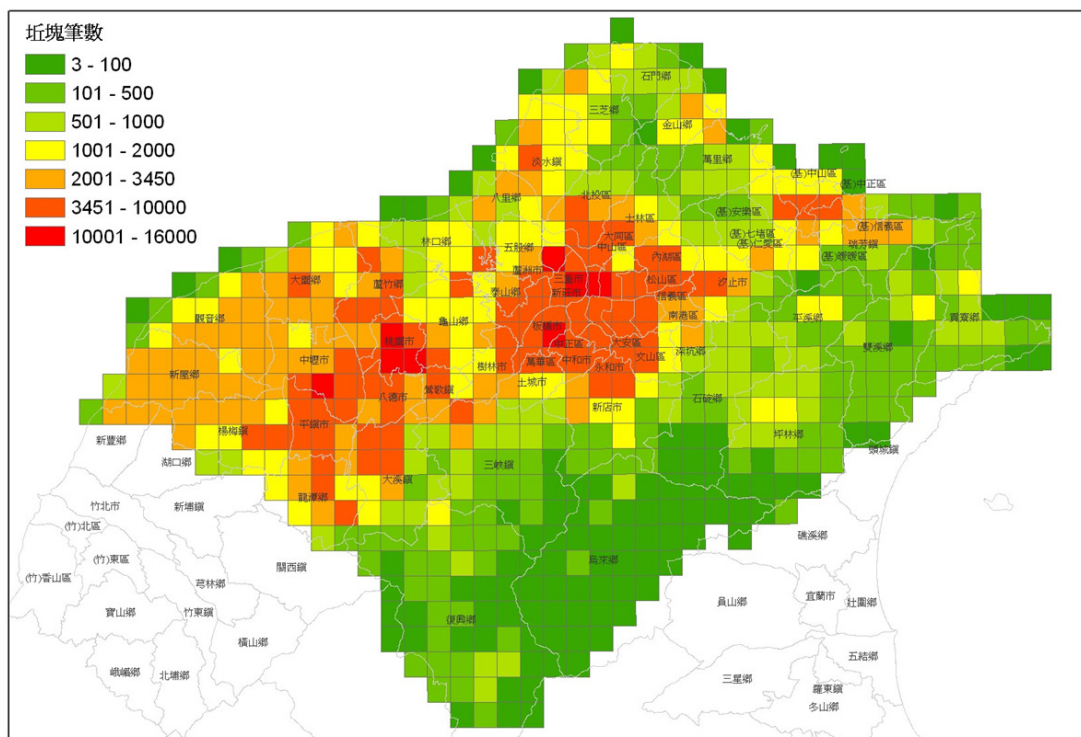 坵塊筆數
3 - 100
101 - 500
501 - 1000
1001 - 2000
2001 - 3450
3451 - 10000
10001 - 16000
石門鄉
三芝鄉
金山鄉
淡水鎮
萬里鄉
(基)中山區
(基)中正區
八里鄉
北投區
士林區
(基)安樂區
(基)信義區
大同區
中山區
(基)七堵區
(基)仁愛區
瑞芳鎮
林口鄉
五股鄉
內湖區
(基)暖暖區
蘆洲市
大園鄉
蘆竹鄉
三重市
松山區
汐止市
泰山鄉
新莊市
信義區
貢寮鄉
觀音鄉
龜山鄉
南港區
平溪鄉
板橋市
桃園市
中正區
大安區
雙溪鄉
中壢市
萬華區
中和市
文山區
深坑鄉
新屋鄉
樹林市
永和市
八德市
鶯歌鎮
土城市
石碇鄉
新店市
楊梅鎮
平鎮市
坪林鄉
新豐鄉
頭城鎮
湖口鄉
三峽鎮
大溪鎮
龍潭鄉
竹北市
新埔鎮
(竹)北區
礁溪鄉
(竹)東區
關西鎮
烏來鄉
(竹)香山區
芎林鄉
員山鄉
宜蘭市
壯圍鄉
寶山鄉
竹東鎮
復興鄉
橫山鄉
五結鄉
峨嵋鄉
北埔鄉
三星鄉
羅東鎮
冬山鄉